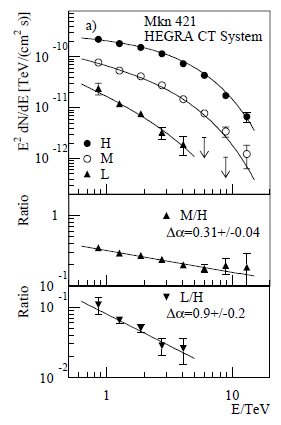 a) Mkn 421
HEGRA CT System
E² dN/dE [TeV/(cm² s)]
10⁻¹⁰
10⁻¹¹
10⁻¹²
H
M
L
Ratio
1
10⁻¹
M/H
Δα=0.31+/-0.04
Ratio
10⁻¹
10⁻²
L/H
Δα=0.9+/-0.2
1 10
E/TeV